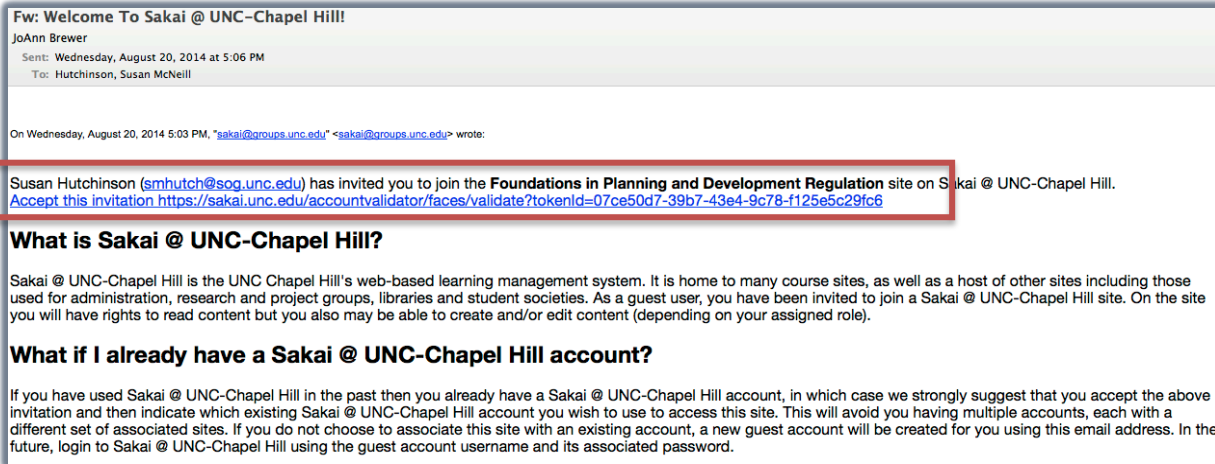 Fw: Welcome To Sakai @ UNC-Chapel Hill!
JoAnn Brewer
Sent: Wednesday, August 20, 2014 at 5:06 PM
To: Hutchinson, Susan McNeill
On Wednesday, August 20, 2014 5:03 PM, "sakai@groups.unc.edu" <sakai@groups.unc.edu> wrote:
Susan Hutchinson (smhutch@sog.unc.edu) has invited you to join the Foundations in Planning and Development Regulation site on Sakai @ UNC-Chapel Hill.
Accept this invitation https://sakai.unc.edu/accountvalidator/faces/validate?tokenId=07ce50d7-39b7-43e4-9c78-f125e5c29fc6
What is Sakai @ UNC-Chapel Hill?
Sakai @ UNC-Chapel Hill is the UNC Chapel Hill's web-based learning management system. It is home to many course sites, as well as a host of other sites including those
used for administration, research and project groups, libraries and student societies. As a guest user, you have been invited to join a Sakai @ UNC-Chapel Hill site. On the site
you will have rights to read content but you also may be able to create and/or edit content (depending on your assigned role).
What if I already have a Sakai @ UNC-Chapel Hill account?
If you have used Sakai @ UNC-Chapel Hill in the past then you already have a Sakai @ UNC-Chapel Hill account, in which case we strongly suggest that you accept the above
invitation and then indicate which existing Sakai @ UNC-Chapel Hill account you wish to use to access this site. This will avoid you having multiple accounts, each with a
different set of associated sites. If you do not choose to associate this site with an existing account, a new guest account will be created for you using this email address. In the
future, login to Sakai @ UNC-Chapel Hill using the guest account username and its associated password.